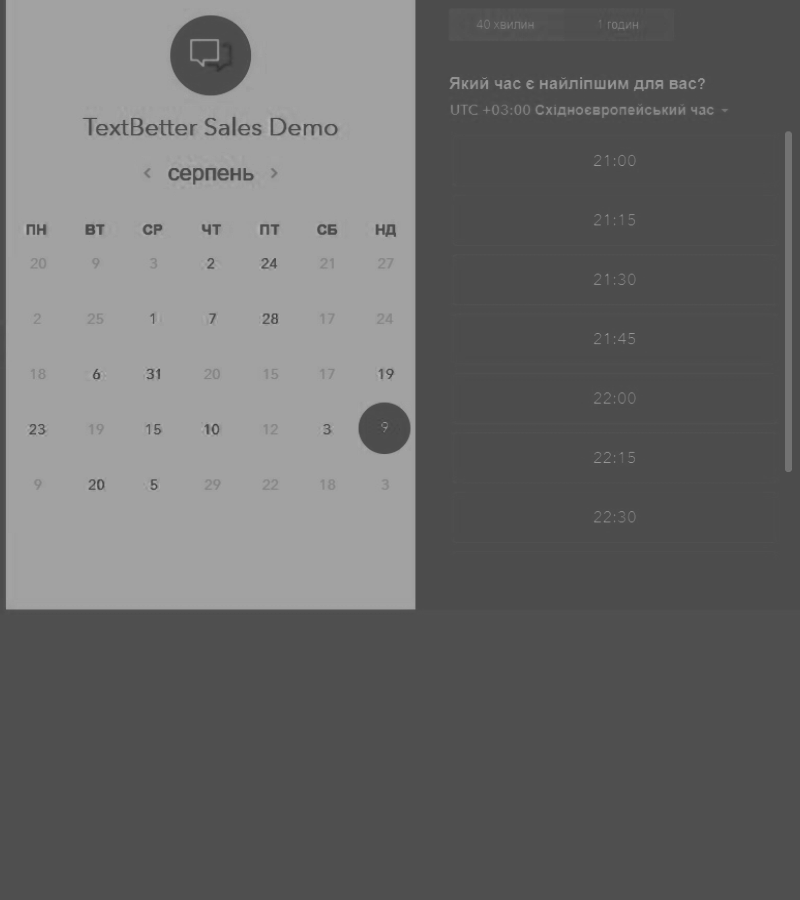 TextBetter Sales Demo
серпень
ПН ВТ СР ЧТ ПТ СБ НД
20 9 3 2 24 21 27
2 25 1 7 28 17 24
18 6 31 20 15 17 19
23 19 15 10 12 3 9
9 20 5 29 22 18 3
40 хвилин 1 годин
Який час є найліпшим для вас?
UTC +03:00 Східноєвропейський час
21:00
21:15
21:30
21:45
22:00
22:15
22:30